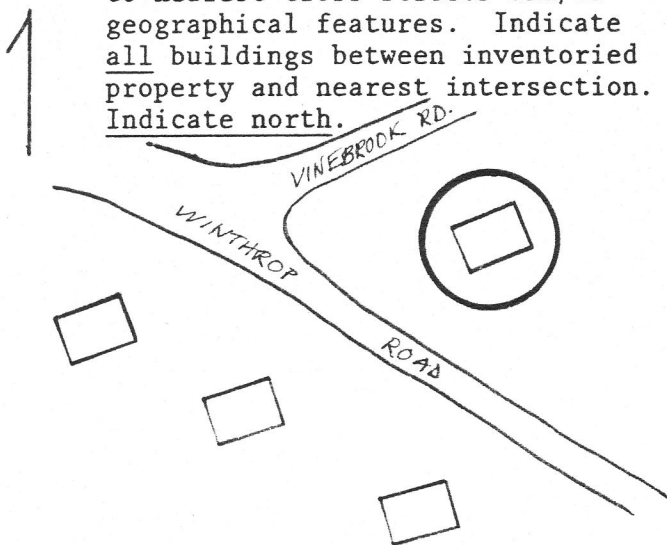 geographical features. Indicate
all buildings between inventoried
property and nearest intersection.
Indicate north.
VINEBROOK RD.
WINTHROP
ROAD